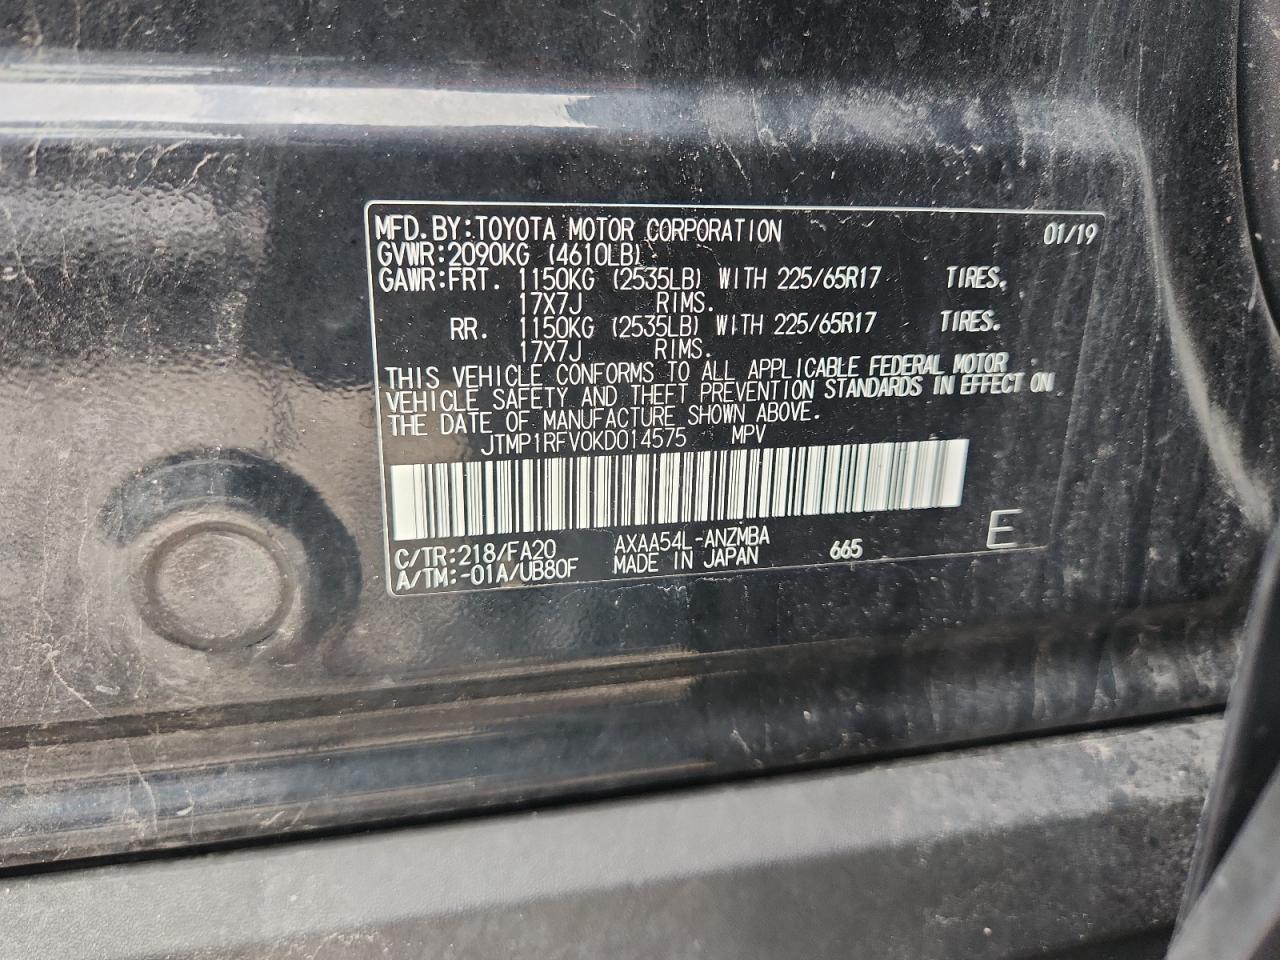 MFD.BY:TOYOTA MOTOR CORPORATION 01/19
GVWR:2090KG (4610LB)
GAWR:FRT. 1150KG (2535LB) WITH 225/65R17 TIRES.
17X7J RIMS.
RR. 1150KG (2535LB) WITH 225/65R17 TIRES.
17X7J RIMS.
THIS VEHICLE CONFORMS TO ALL APPLICABLE FEDERAL MOTOR
VEHICLE SAFETY AND THEFT PREVENTION STANDARDS IN EFFECT ON
THE DATE OF MANUFACTURE SHOWN ABOVE.
JTMP1RFV0KD014575 MPV
C/TR:218/FA20 AXAA54L-ANZMBA 665 E
A/TM:-01A/UB80F MADE IN JAPAN